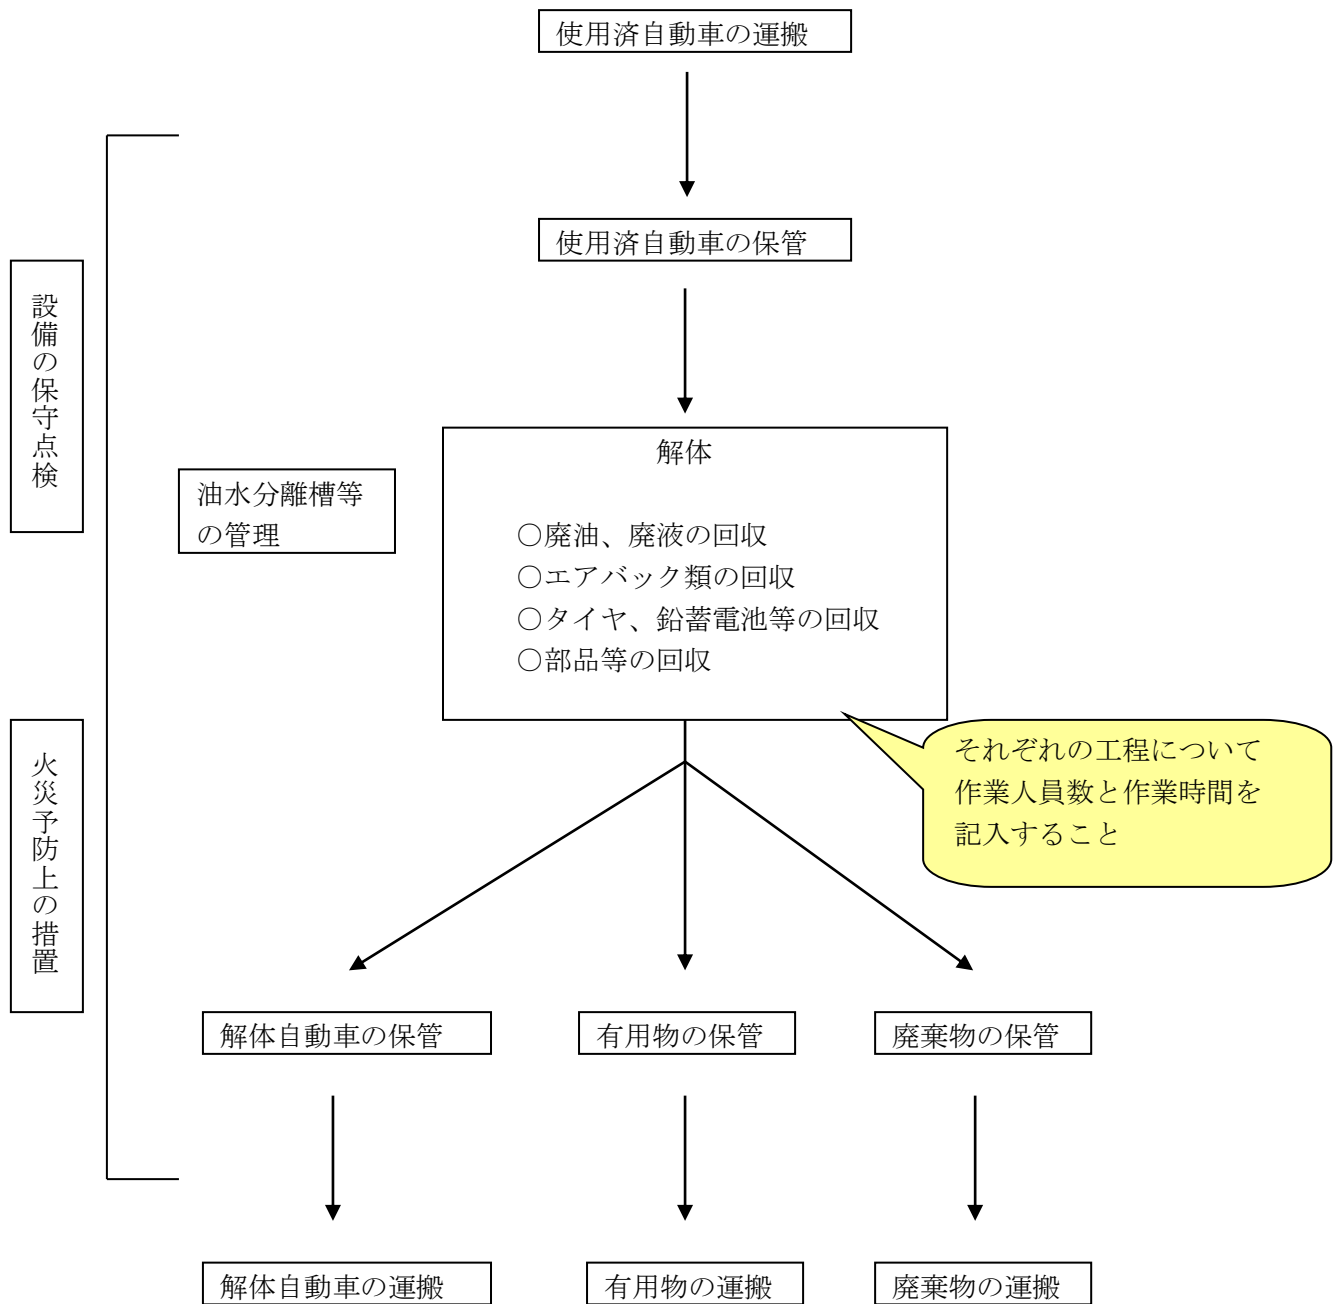 使用済自動車の運搬
使用済自動車の保管
設備の保守点検
解体
油水分離槽等
の管理
○廃油、廃液の回収
○エアバック類の回収
○タイヤ、鉛蓄電池等の回収
○部品等の回収
それぞれの工程について
作業人員数と作業時間を
記入すること
火災予防上の措置
解体自動車の保管
有用物の保管
廃棄物の保管
解体自動車の運搬
有用物の運搬
廃棄物の運搬